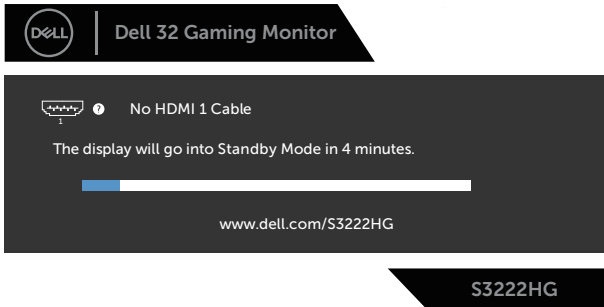 DELL
Dell 32 Gaming Monitor
? No HDMI 1 Cable
1
The display will go into Standby Mode in 4 minutes.
www.dell.com/S3222HG
S3222HG